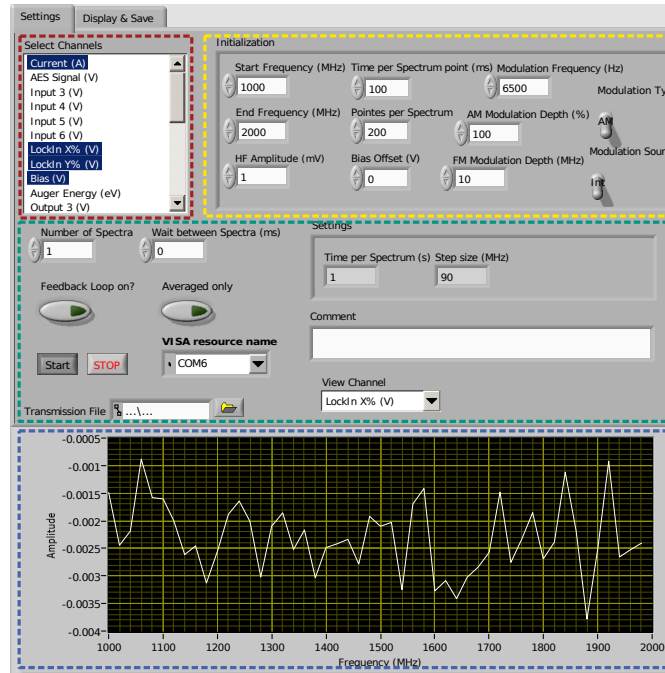 Settings
Display & Save
Select Channels
Current (A)
AES Signal (V)
Input 3 (V)
Input 4 (V)
Input 5 (V)
Input 6 (V)
LockIn X% (V)
LockIn Y% (V)
Bias (V)
Auger Energy (eV)
Output 3 (V)
Initialization
Start Frequency (MHz) Time per Spectrum point (ms) Modulation Frequency (Hz)
1000 100 6500
Modulation Ty
End Frequency (MHz) Pointes per Spectrum AM Modulation Depth (%)
2000 200 100
AM
HF Amplitude (mV) Bias Offset (V) FM Modulation Depth (MHz)
Modulation Sour
1 0 10
Int
Number of Spectra Wait between Spectra (ms)
1 0
Settings
Time per Spectrum (s) Step size (MHz)
1 90
Feedback Loop on? Averaged only
Comment
VISA resource name
Start STOP
COM6
View Channel
LockIn X% (V)
Transmission File ...\...
-0.0005
-0.001
-0.0015
-0.002
-0.0025
-0.003
-0.0035
-0.004
Amplitude
1000 1100 1200 1300 1400 1500 1600 1700 1800 1900 2000
Frequency (MHz)